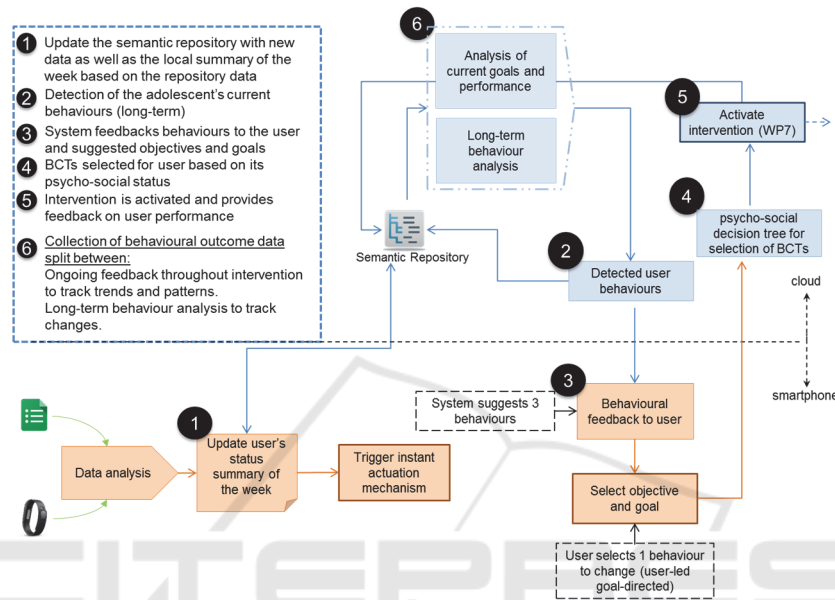 1 Update the semantic repository with new
data as well as the local summary of the
week based on the repository data
2 Detection of the adolescent's current
behaviours (long-term)
3 System feedbacks behaviours to the user
and suggested objectives and goals
4 BCTs selected for user based on its
psycho-social status
5 Intervention is activated and provides
feedback on user performance
6 Collection of behavioural outcome data
split between:
Ongoing feedback throughout intervention
to track trends and patterns.
Long-term behaviour analysis to track
changes.
6
Analysis of
current goals and
performance
Long-term
behaviour
analysis
5
Activate
intervention (WP7)
4
psycho-social
decision tree for
selection of BCTs
Semantic Repository
2
Detected user
behaviours
cloud
smartphone
3
System suggests 3
behaviours
Behavioural
feedback to user
1
Data analysis
Update user's
status
summary of
the week
Trigger instant
actuation
mechanism
Select objective
and goal
User selects 1 behaviour
to change (user-led
goal-directed)